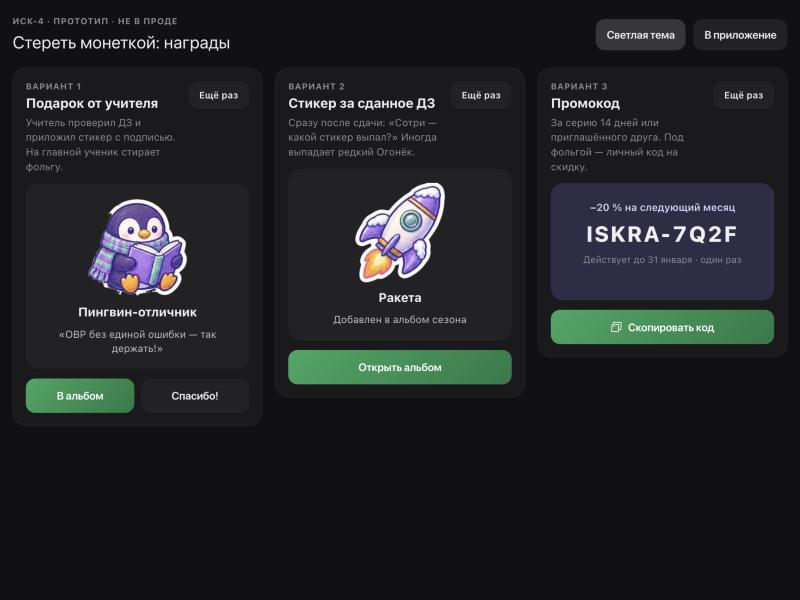 ИСК-4 · ПРОТОТИП · НЕ В ПРОДЕ
Стереть монеткой: награды
Светлая тема
В приложение
ВАРИАНТ 1
Подарок от учителя
Ещё раз
Учитель проверил ДЗ и
приложил стикер с подписью.
На главной ученик стирает
фольгу.
Пингвин-отличник
«ОВР без единой ошибки — так
держать!»
В альбом
Спасибо!
ВАРИАНТ 2
Стикер за сданное ДЗ
Ещё раз
Сразу после сдачи: «Сотри —
какой стикер выпал?» Иногда
выпадает редкий Огонёк.
Ракета
Добавлен в альбом сезона
Открыть альбом
ВАРИАНТ 3
Промокод
Ещё раз
За серию 14 дней или
приглашённого друга. Под
фольгой — личный код на
скидку.
−20 % на следующий месяц
ISKRA-7Q2F
Действует до 31 января · один раз
Скопировать код